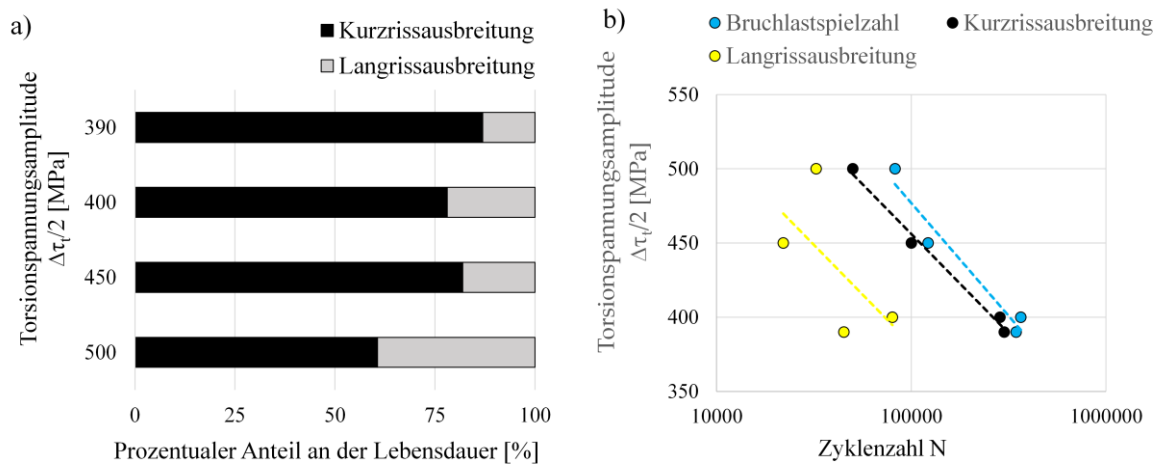 a)
Kurzrissausbreitung
Langrissausbreitung
Torsionspannungsamplitude
Δτₜ/2 [MPa]
390
400
450
500
0 25 50 75 100
Prozentualer Anteil an der Lebensdauer [%]
b)
Bruchlastspielzahl Kurzrissausbreitung
Langrissausbreitung
Torsionspannungsamplitude
Δτₜ/2 [MPa]
550
500
450
400
350
10000 100000 1000000
Zyklenzahl N